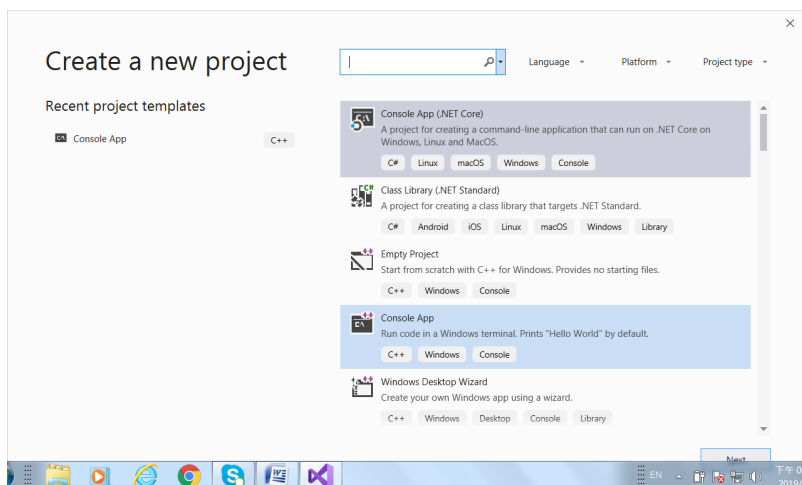 Create a new project
Language
Platform
Project type
Recent project templates
Console App
C++
Console App (.NET Core)
A project for creating a command-line application that can run on .NET Core on
Windows, Linux and MacOS.
C# Linux macOS Windows Console
Class Library (.NET Standard)
A project for creating a class library that targets .NET Standard.
C# Android iOS Linux macOS Windows Library
Empty Project
Start from scratch with C++ for Windows. Provides no starting files.
C++ Windows Console
Console App
Run code in a Windows terminal. Prints "Hello World" by default.
C++ Windows Console
Windows Desktop Wizard
Create your own Windows app using a wizard.
C++ Windows Desktop Console Library
Next
EN
下午 0
2019/